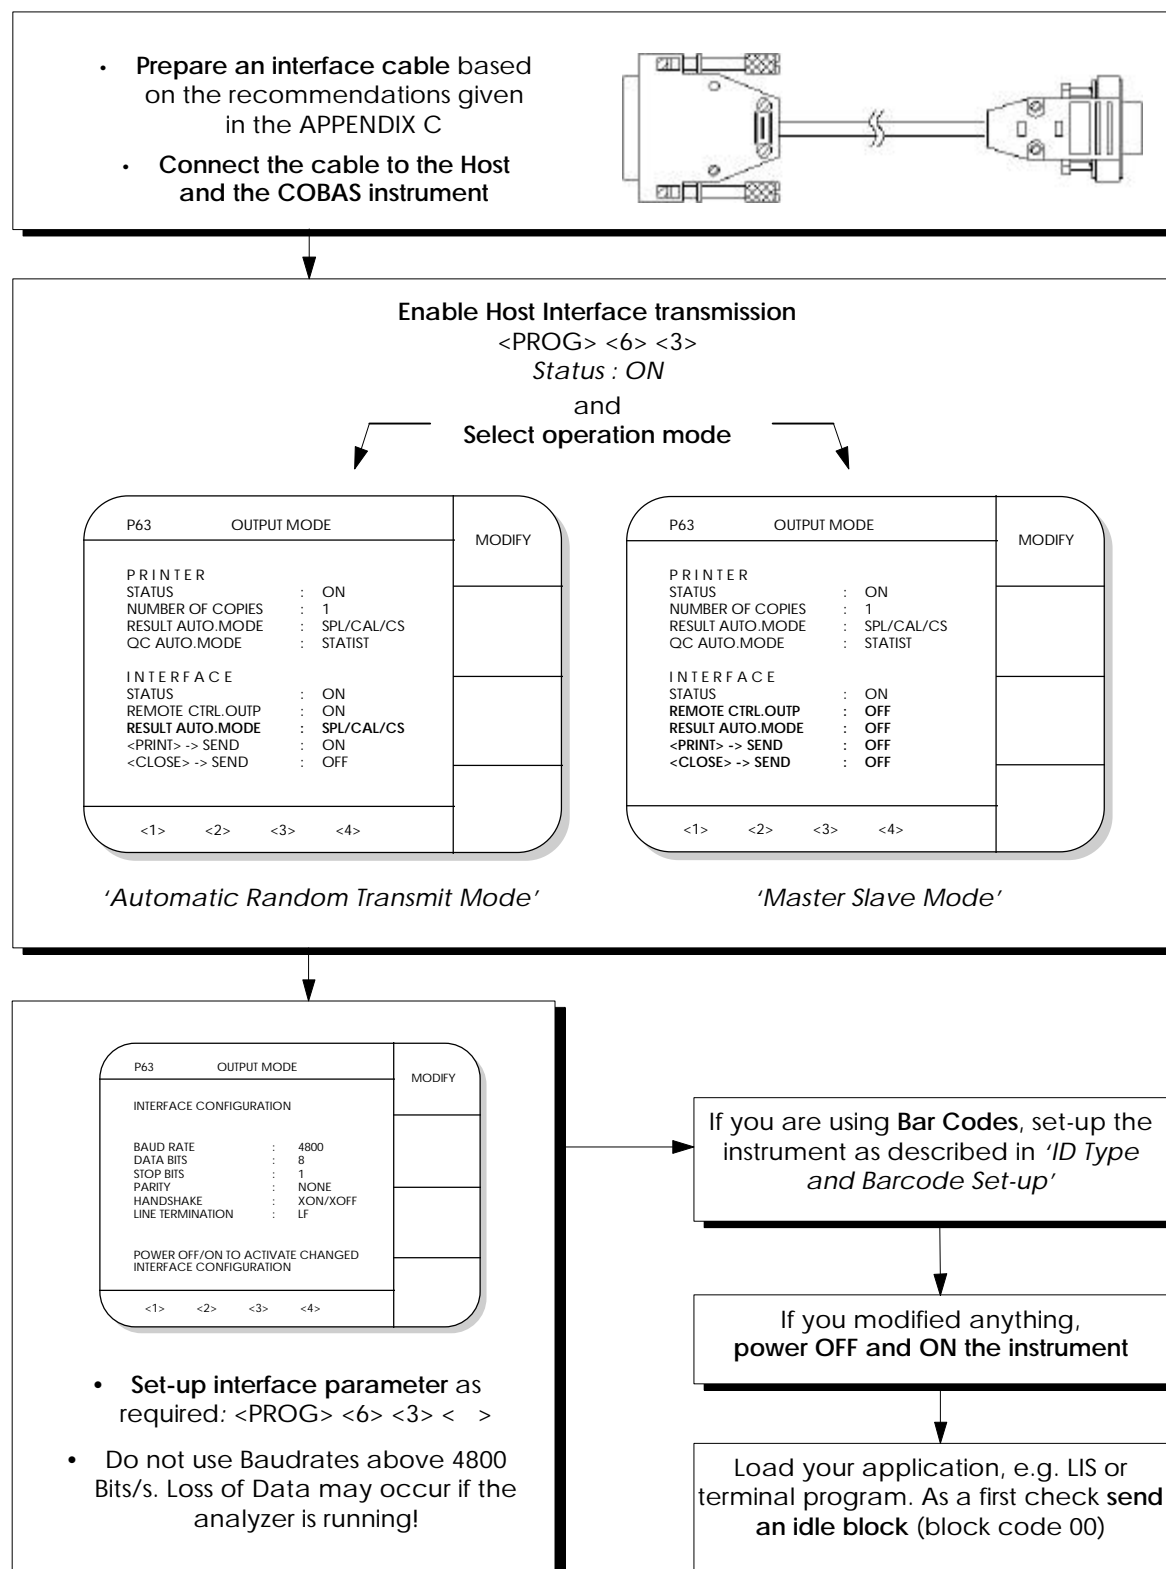 • Prepare an interface cable based
on the recommendations given
in the APPENDIX C
• Connect the cable to the Host
and the COBAS instrument
Enable Host Interface transmission
<PROG> <6> <3>
Status : ON
and
Select operation mode
P63 OUTPUT MODE
MODIFY
PRINTER
STATUS : ON
NUMBER OF COPIES : 1
RESULT AUTO.MODE : SPL/CAL/CS
QC AUTO.MODE : STATIST
INTERFACE
STATUS : ON
REMOTE CTRL.OUTP : ON
RESULT AUTO.MODE : SPL/CAL/CS
<PRINT> -> SEND : ON
<CLOSE> -> SEND : OFF
<1> <2> <3> <4>
'Automatic Random Transmit Mode'
P63 OUTPUT MODE
MODIFY
PRINTER
STATUS : ON
NUMBER OF COPIES : 1
RESULT AUTO.MODE : SPL/CAL/CS
QC AUTO.MODE : STATIST
INTERFACE
STATUS : ON
REMOTE CTRL.OUTP : OFF
RESULT AUTO.MODE : OFF
<PRINT> -> SEND : OFF
<CLOSE> -> SEND : OFF
<1> <2> <3> <4>
'Master Slave Mode'
P63 OUTPUT MODE
MODIFY
INTERFACE CONFIGURATION
BAUD RATE : 4800
DATA BITS : 8
STOP BITS : 1
PARITY : NONE
HANDSHAKE : XON/XOFF
LINE TERMINATION : LF
POWER OFF/ON TO ACTIVATE CHANGED
INTERFACE CONFIGURATION
<1> <2> <3> <4>
• Set-up interface parameter as
required: <PROG> <6> <3> < >
• Do not use Baudrates above 4800
Bits/s. Loss of Data may occur if the
analyzer is running!
If you are using Bar Codes, set-up the
instrument as described in 'ID Type
and Barcode Set-up'
If you modified anything,
power OFF and ON the instrument
Load your application, e.g. LIS or
terminal program. As a first check send
an idle block (block code 00)